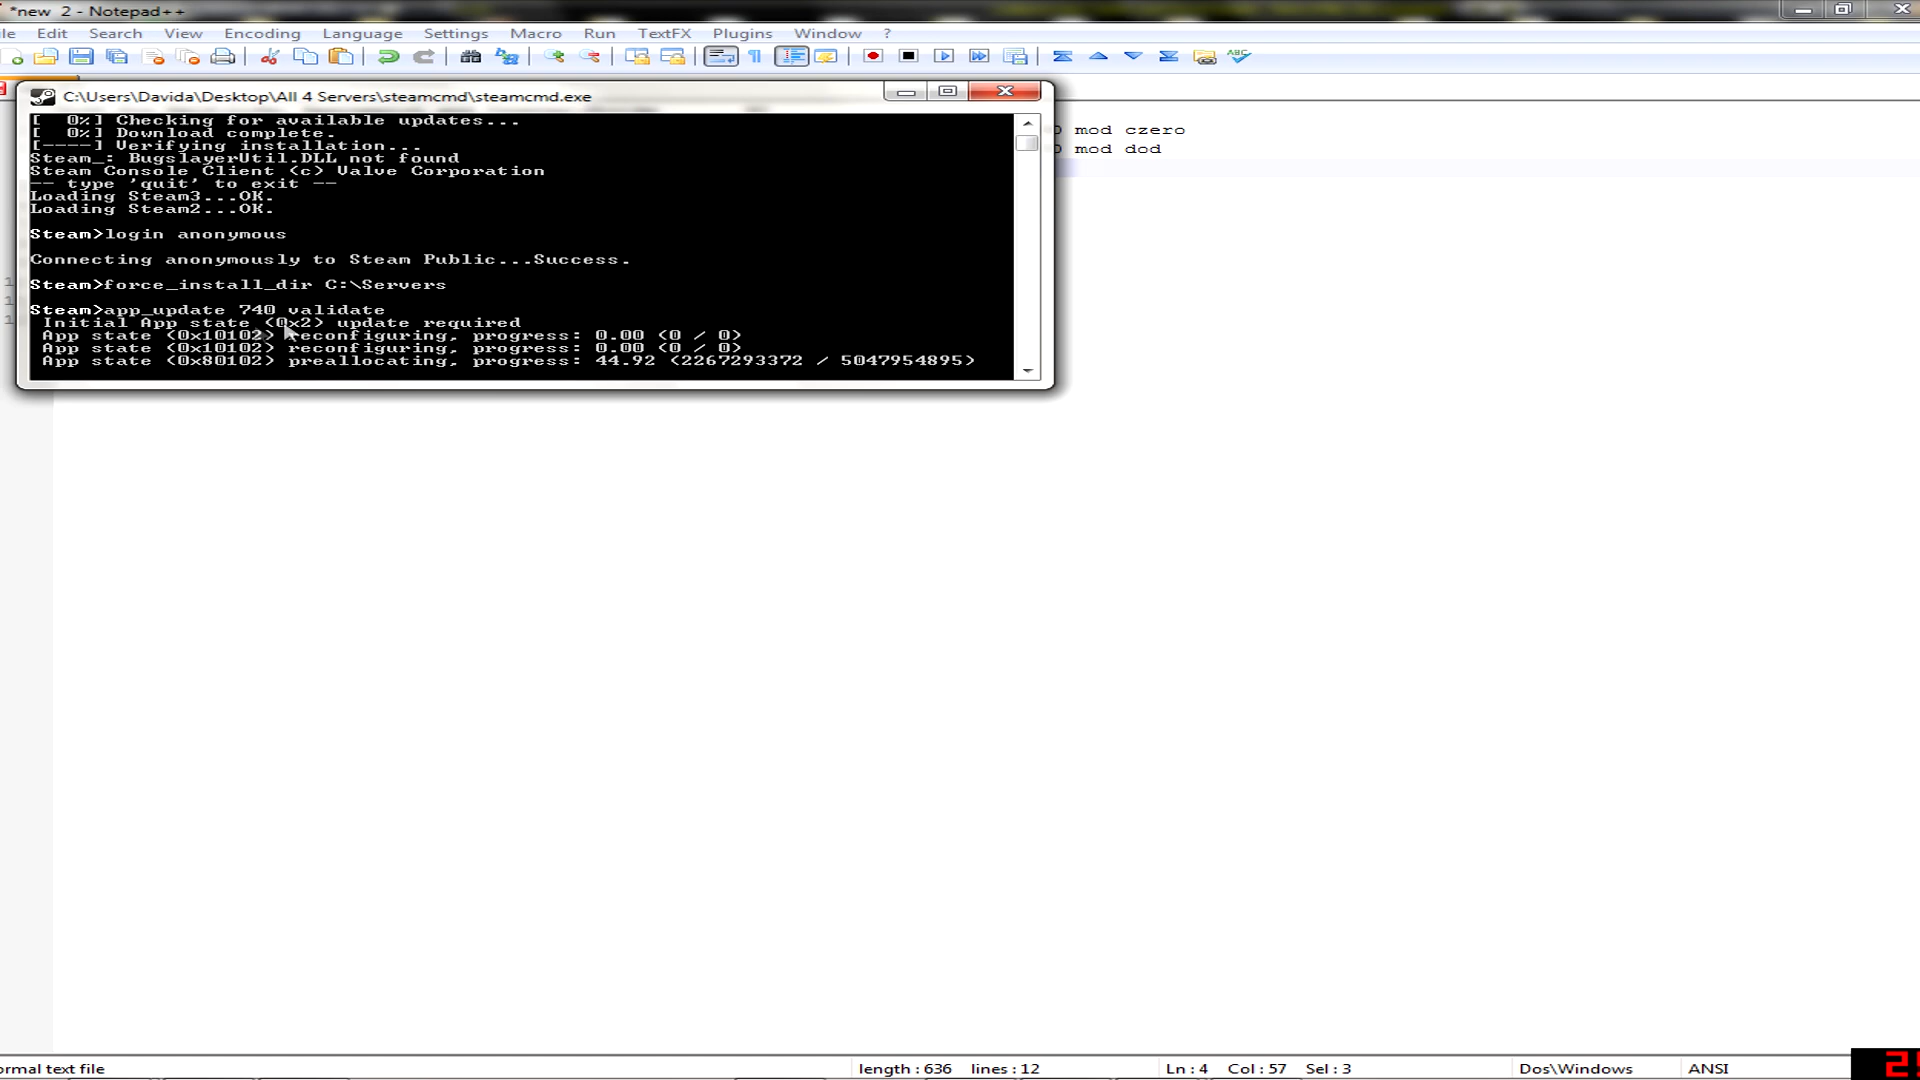 *new  2 - Notepad++
Edit Search View Encoding Language Settings Macro Run TextFX Plugins Window ?
C:\Users\Davida\Desktop\All 4 Servers\steamcmd\steamcmd.exe
[  0%] Checking for available updates...
[  0%] Download complete.
[----] Verifying installation...
Steam_: BugslayerUtil.DLL not found
Steam Console Client (c) Valve Corporation
-- type 'quit' to exit --
Loading Steam3...OK.
Loading Steam2...OK.
Steam>login anonymous
Connecting anonymously to Steam Public...Success.
Steam>force_install_dir C:\Servers
Steam>app_update 740 validate
Initial App state (0x2) update required
App state (0x10102) reconfiguring, progress: 0.00 (0 / 0)
App state (0x10102) reconfiguring, progress: 0.00 (0 / 0)
App state (0x80102) preallocating, progress: 44.92 (2267293372 / 5047954895)
mod czero
mod dod
ormal text file length : 636 lines : 12 Ln : 4 Col : 57 Sel : 3 Dos\Windows ANSI